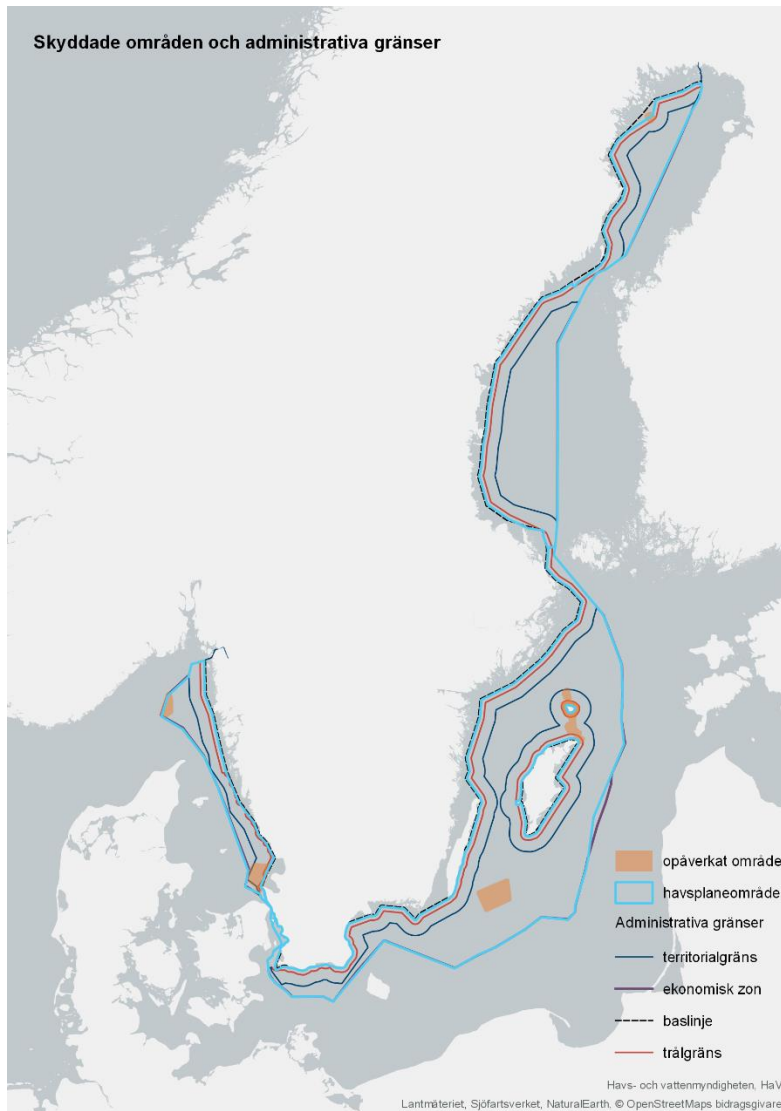 Skyddade områden och administrativa gränser
opåverkat område
havsplaneområde
Administrativa gränser
territorialgräns
ekonomisk zon
baslinje
trålgräns
Havs- och vattenmyndigheten, HaV
Lantmäteriet, Sjöfartsverket, NaturalEarth, © OpenStreetMaps bidragsgivare